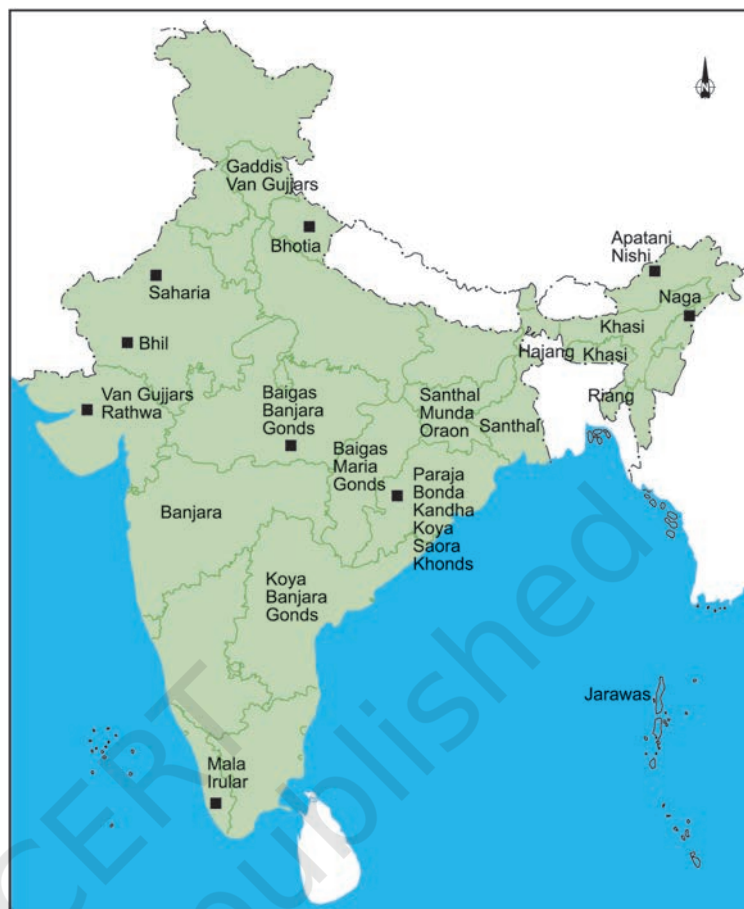 N
Gaddis
Van Gujjars
Bhotia
Apatani
Nishi
Saharia
Naga
Khasi
Bhil
Hajang
Khasi
Van Gujjars
Rathwa
Baigas
Banjara
Gonds
Santhal
Munda
Oraon
Santhal
Riang
Baigas
Maria
Gonds
Paraja
Bonda
Kandha
Koya
Saora
Khonds
Banjara
Koya
Banjara
Gonds
Jarawas
Mala
Irular
CERT
published